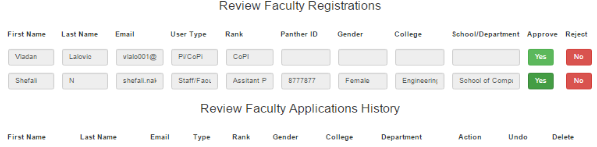 Review Faculty Registrations
First Name Last Name Email User Type Rank Panther ID Gender College School/Department Approve Reject
Vladan Lalovic vlalo001@ PI/CoPI CoPI Yes No
Shefali N shefali.nak Staff/Facu Assitant P 8777877 Female Engineering School of Compu Yes No
Review Faculty Applications History
First Name Last Name Email Type Rank Gender College Department Action Undo Delete